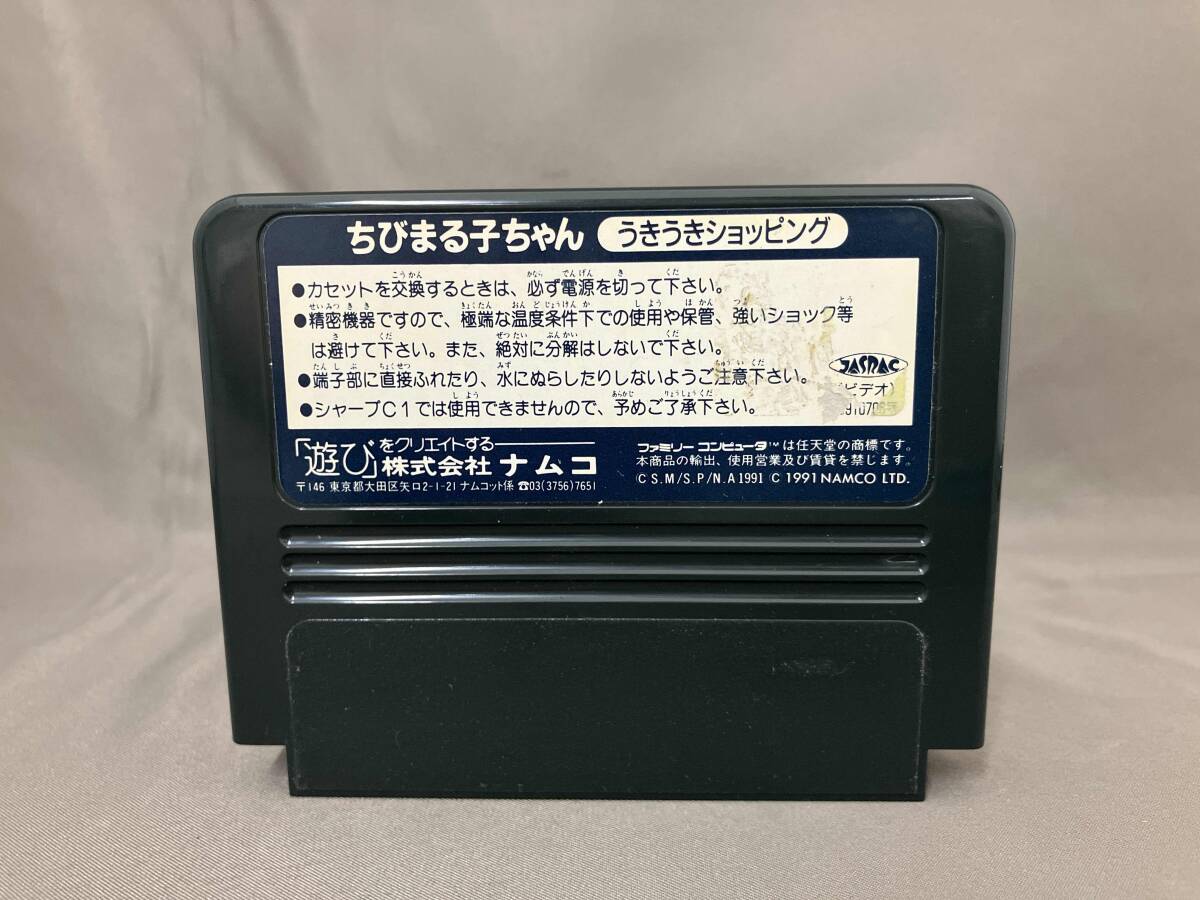 ちびまる子ちゃん うきうきショッピング
●カセットを交換するときは、必ず電源を切って下さい。
●精密機器ですので、極端な温度条件下での使用や保管、強いショック等
は避けて下さい。また、絶対に分解はしないで下さい。
●端子部に直接ふれたり、水にぬらしたりしないようご注意下さい。
JASRAC
●シャープC1では使用できませんので、予めご了承下さい。
ビデオ)
「遊び」をクリエイトする
株式会社 ナムコ
〒146 東京都大田区矢口2-1-21 ナムコット係 ☎03(3756)7651
ファミリーコンピュータ™は任天堂の商標です。
本商品の輸出、使用営業及び賃貸を禁じます。
© S.M/S.P/N.A 1991 © 1991 NAMCO LTD.